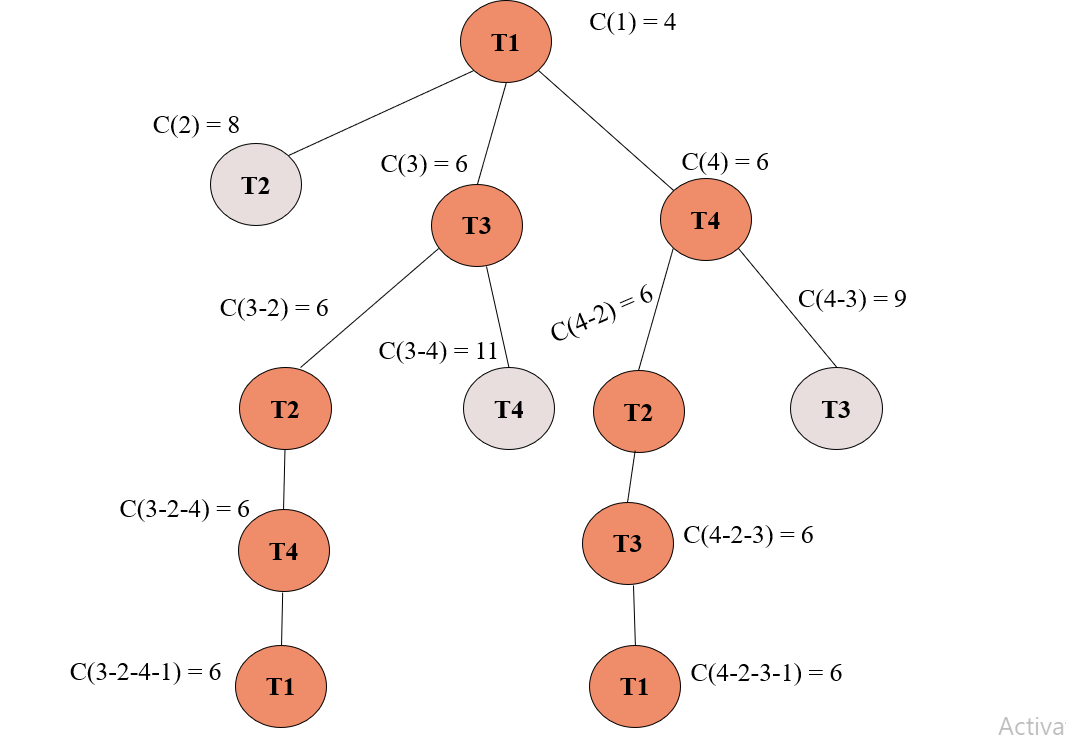 T1
C(1) = 4
C(2) = 8
T2
C(3) = 6
T3
C(4) = 6
T4
C(3-2) = 6
C(3-4) = 11
C(4-2) = 6
C(4-3) = 9
T2
T4
T2
T3
C(3-2-4) = 6
T4
T3
C(4-2-3) = 6
C(3-2-4-1) = 6
T1
T1
C(4-2-3-1) = 6
Activa